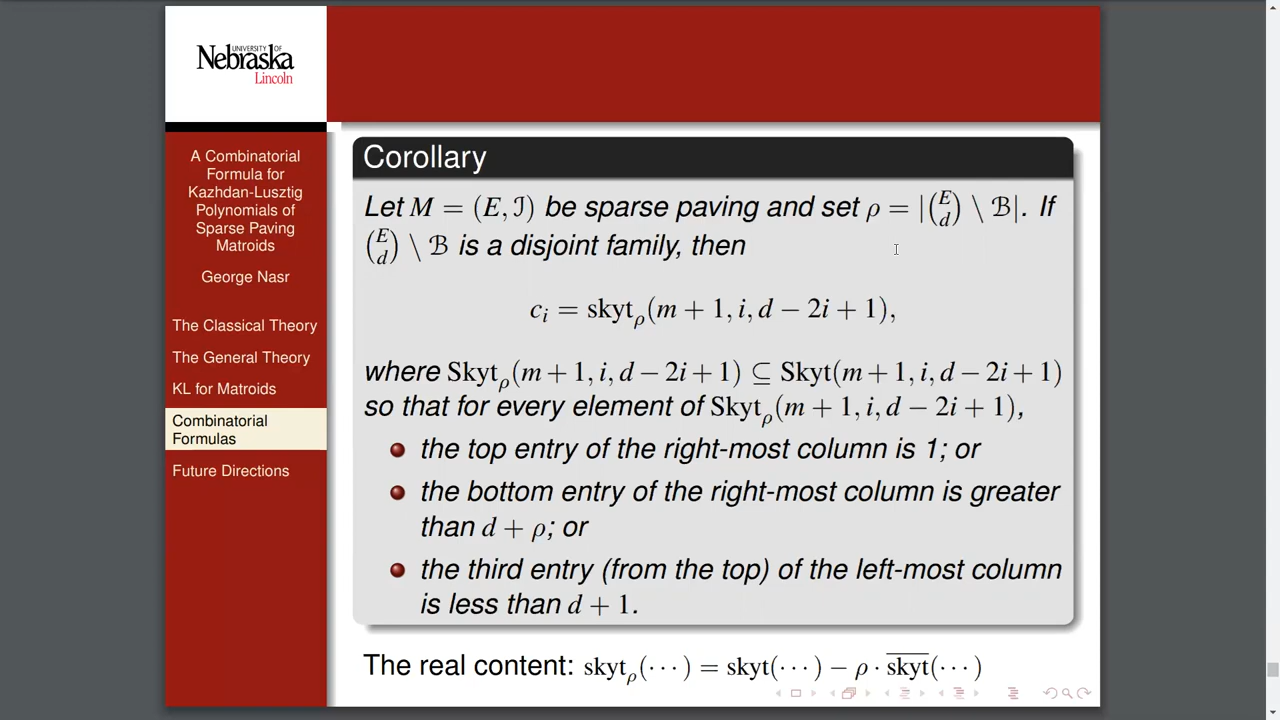 UNIVERSITY OF
Nebraska
Lincoln
A Combinatorial
Formula for
Kazhdan-Lusztig
Polynomials of
Sparse Paving
Matroids
George Nasr
The Classical Theory
The General Theory
KL for Matroids
Combinatorial
Formulas
Future Directions
Corollary
Let M = (E, ℐ) be sparse paving and set ρ = |(E d) \ ℬ|. If
(E d) \ ℬ is a disjoint family, then
c_i = skyt_ρ(m + 1, i, d − 2i + 1),
where Skyt_ρ(m + 1, i, d − 2i + 1) ⊆ Skyt(m + 1, i, d − 2i + 1)
so that for every element of Skyt_ρ(m + 1, i, d − 2i + 1),
the top entry of the right-most column is 1; or
the bottom entry of the right-most column is greater
than d + ρ; or
the third entry (from the top) of the left-most column
is less than d + 1.
The real content: skyt_ρ(···) = skyt(···) − ρ · s̅k̅y̅t̅(···)